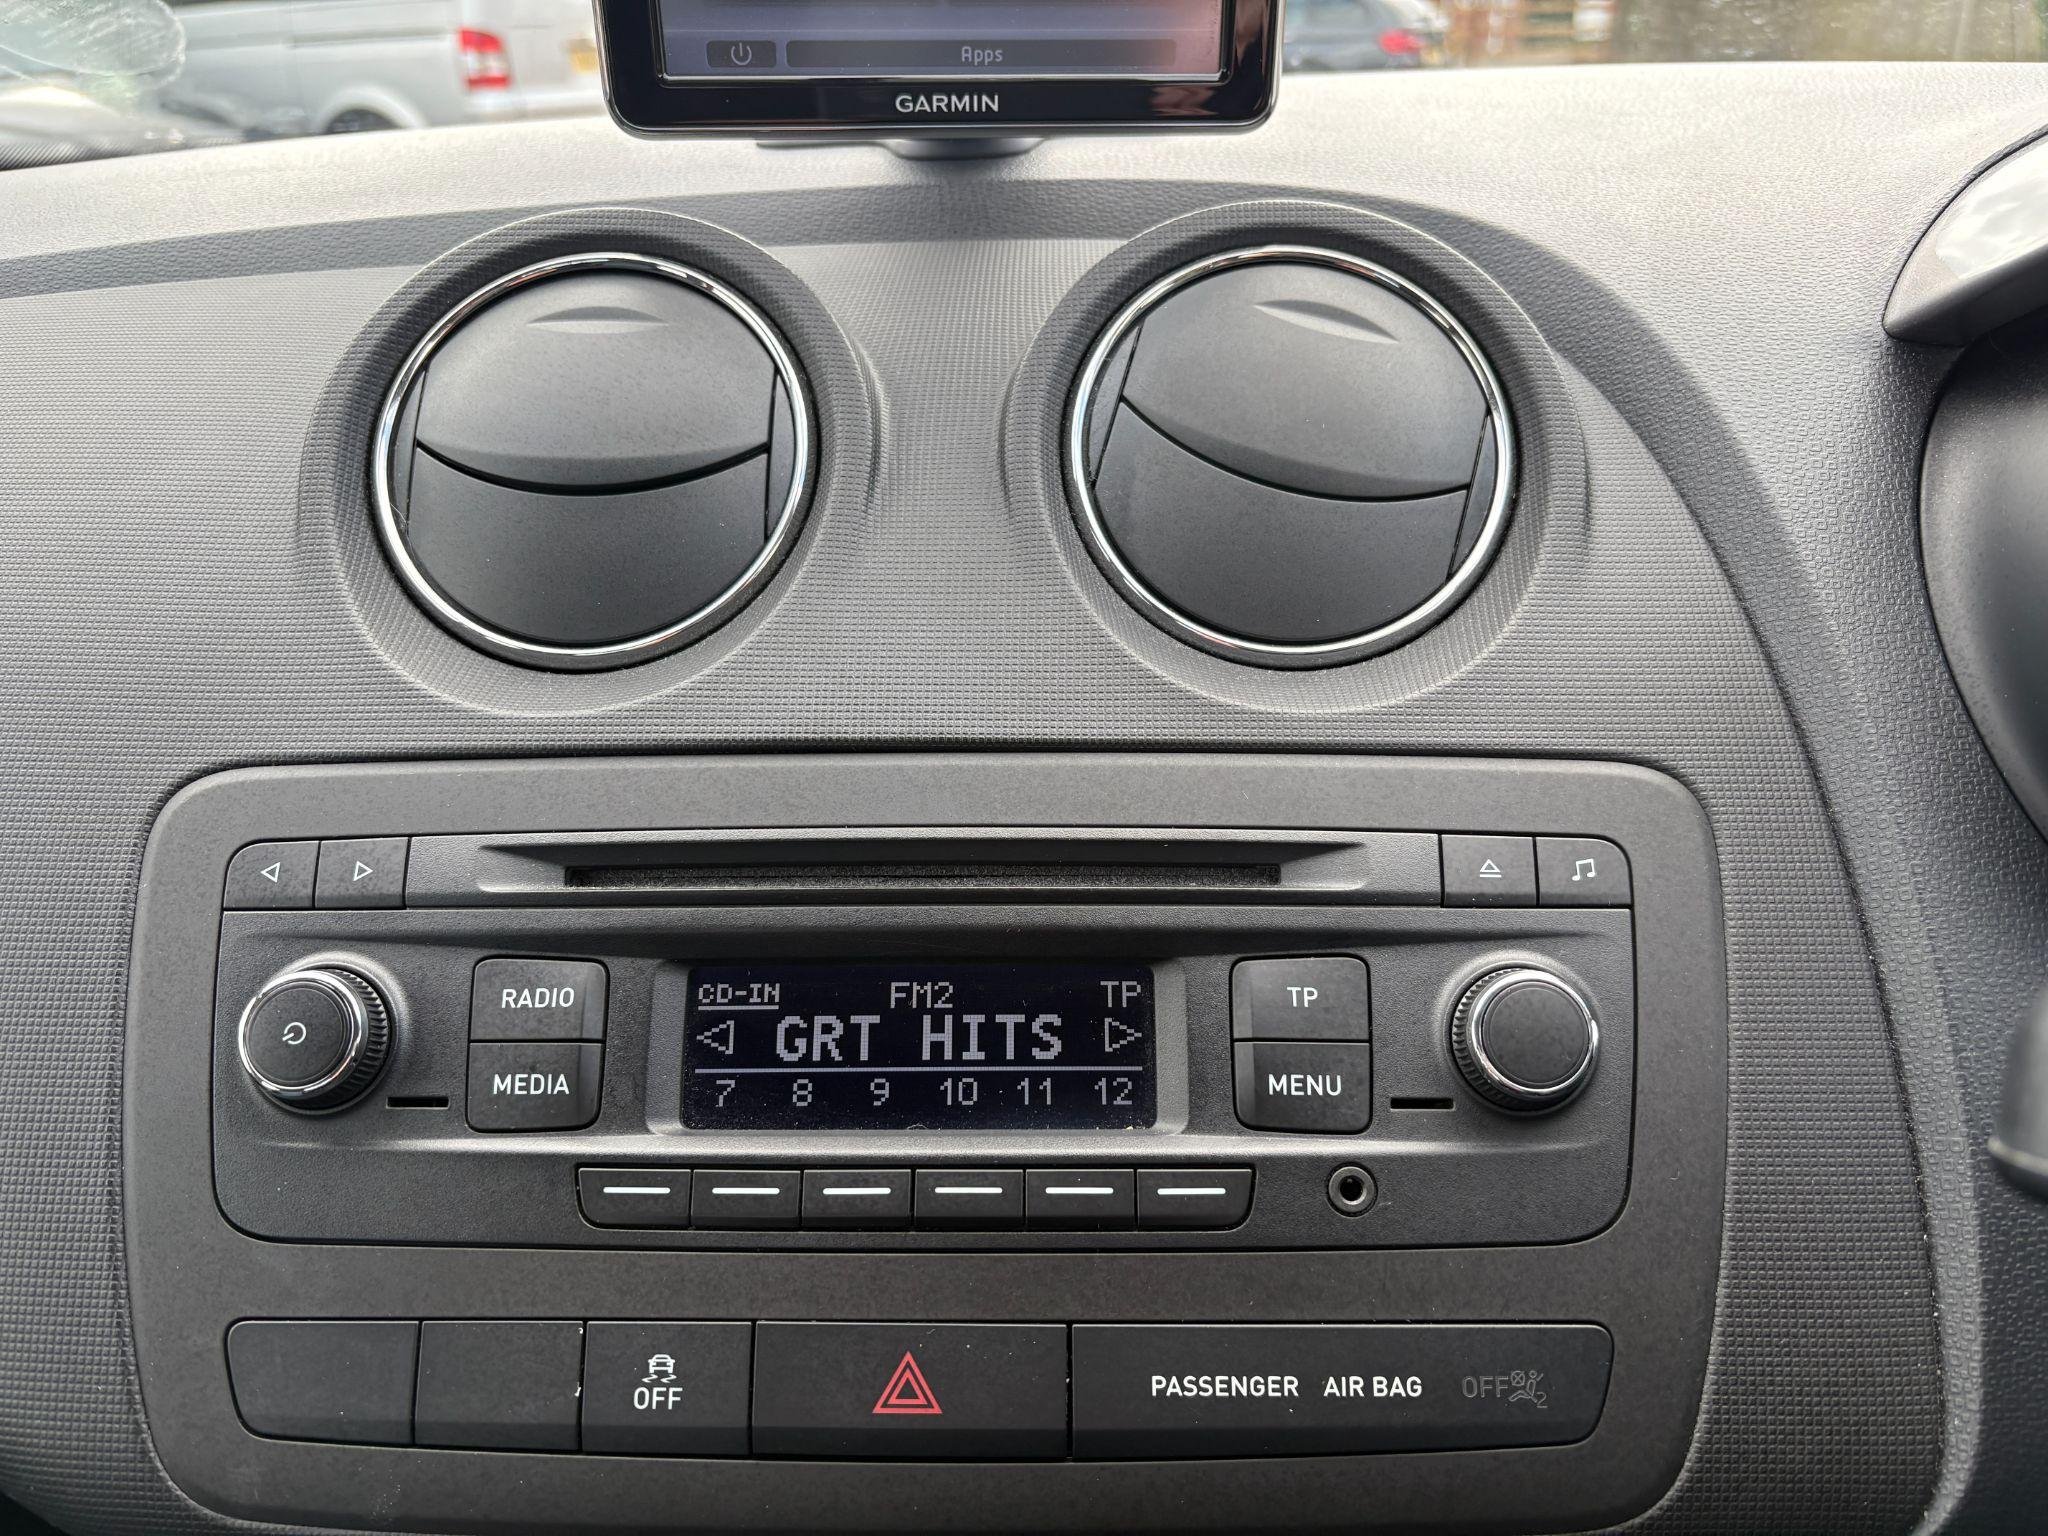 Apps
GARMIN
RADIO
MEDIA
CD-IN FM2 TP
GRT HITS
7 8 9 10 11 12
TP
MENU
OFF
PASSENGER AIR BAG OFF 2